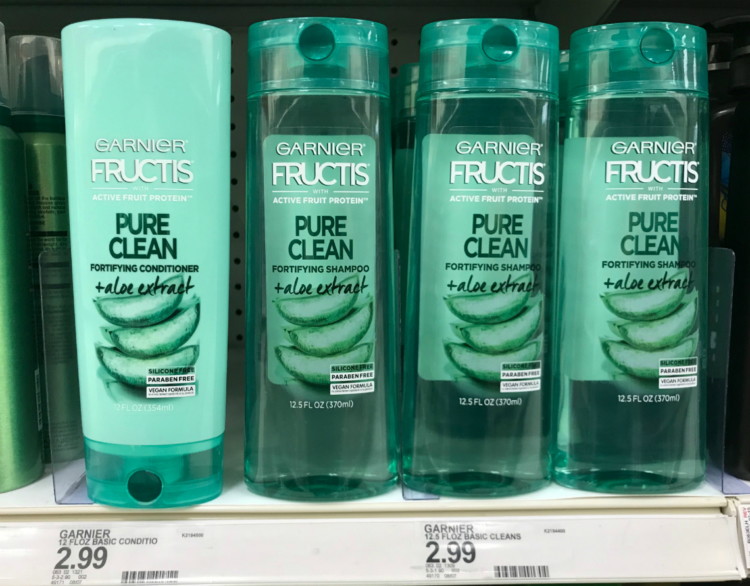 GARNIER
FRUCTIS
WITH
ACTIVE FRUIT PROTEIN™
PURE
CLEAN
FORTIFYING CONDITIONER
+aloe extract
SILICONE FREE
PARABEN FREE
VEGAN FORMULA
GARNIER
FRUCTIS
WITH
ACTIVE FRUIT PROTEIN™
PURE
CLEAN
FORTIFYING SHAMPOO
+aloe extract
SILICONE FREE
PARABEN FREE
VEGAN FORMULA
12.5 FL OZ (370ml)
GARNIER
FRUCTIS
WITH
ACTIVE FRUIT PROTEIN™
PURE
CLEAN
FORTIFYING SHAMPOO
+aloe extract
SILICONE FREE
PARABEN FREE
VEGAN FORMULA
12.5 FL OZ (370ml)
GARNIER
FRUCTIS
WITH
ACTIVE FRUIT PROTEIN™
PURE
CLEAN
FORTIFYING SHAMPOO
+aloe extract
SILICONE FREE
PARABEN FREE
VEGAN FORMULA
12.5 FL OZ (370ml)
GARNIER
12 FLOZ BASIC CONDITIO
2.99
GARNIER
12.5 FLOZ BASIC CLEANS
2.99